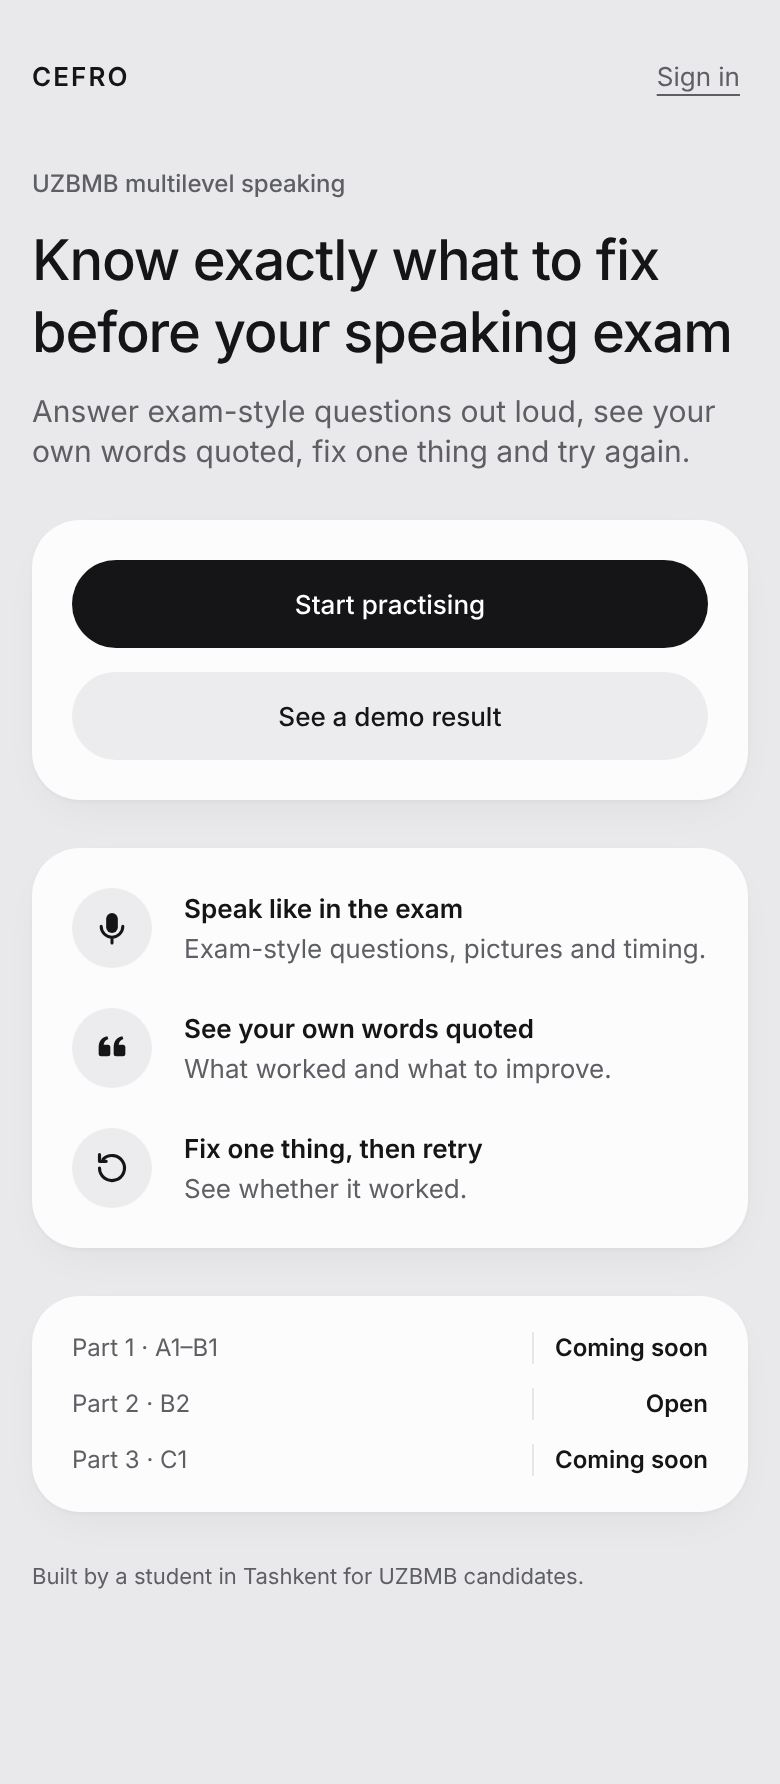 CEFRO
Sign in
UZBMB multilevel speaking
Know exactly what to fix
before your speaking exam
Answer exam-style questions out loud, see your
own words quoted, fix one thing and try again.
Start practising
See a demo result
Speak like in the exam
Exam-style questions, pictures and timing.
See your own words quoted
What worked and what to improve.
Fix one thing, then retry
See whether it worked.
Part 1 · A1–B1
Coming soon
Part 2 · B2
Open
Part 3 · C1
Coming soon
Built by a student in Tashkent for UZBMB candidates.